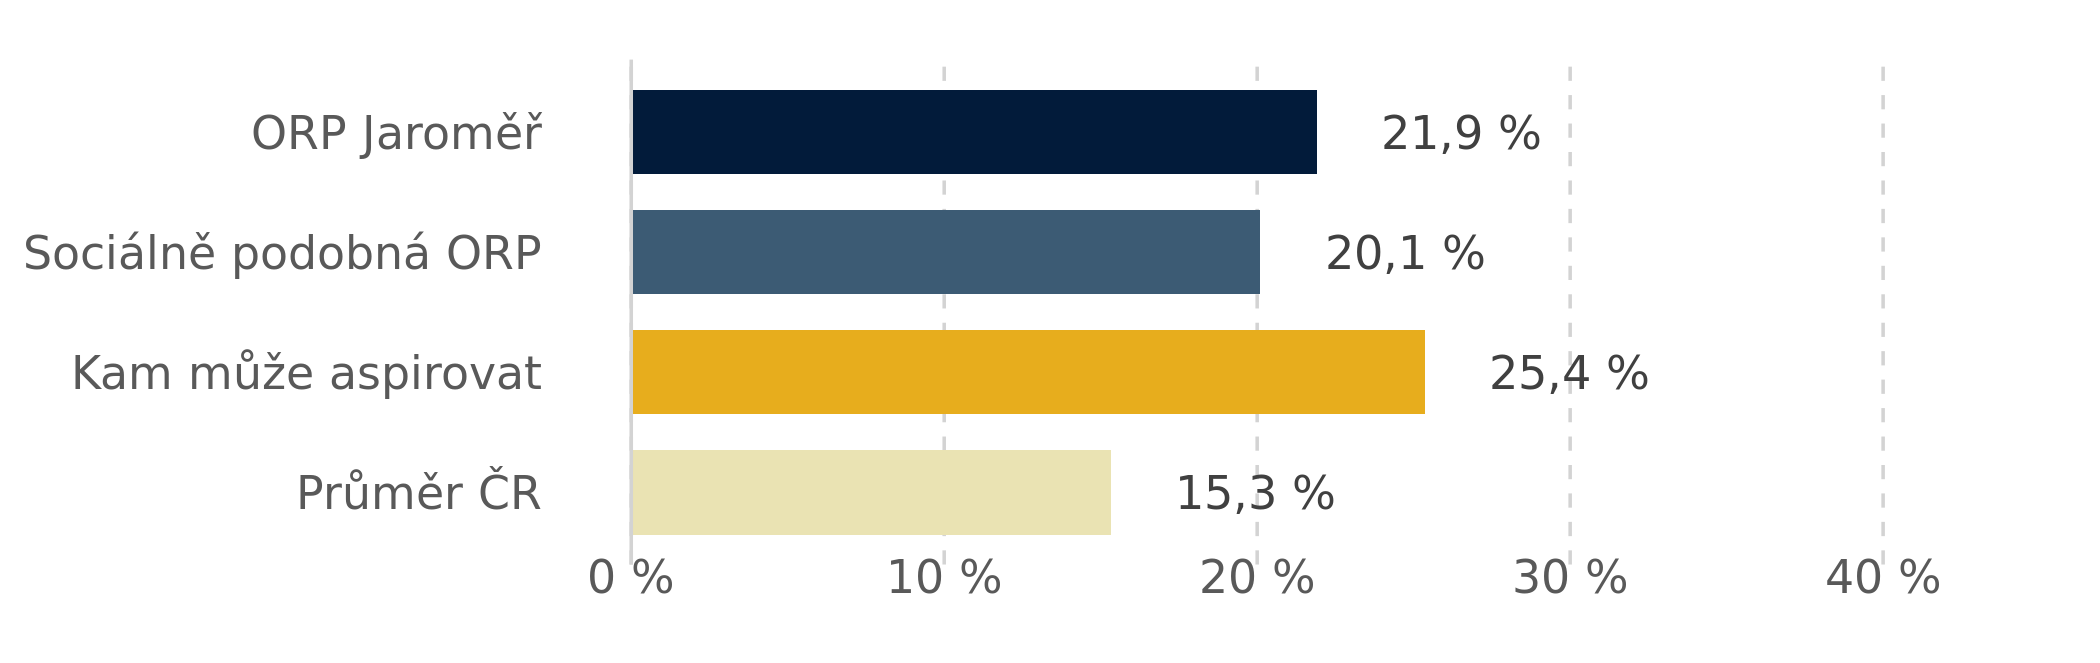 ORP Jaroměř
21,9 %
Sociálně podobná ORP
20,1 %
Kam může aspirovat
25,4 %
Průměr ČR
15,3 %
0 %
10 %
20 %
30 %
40 %